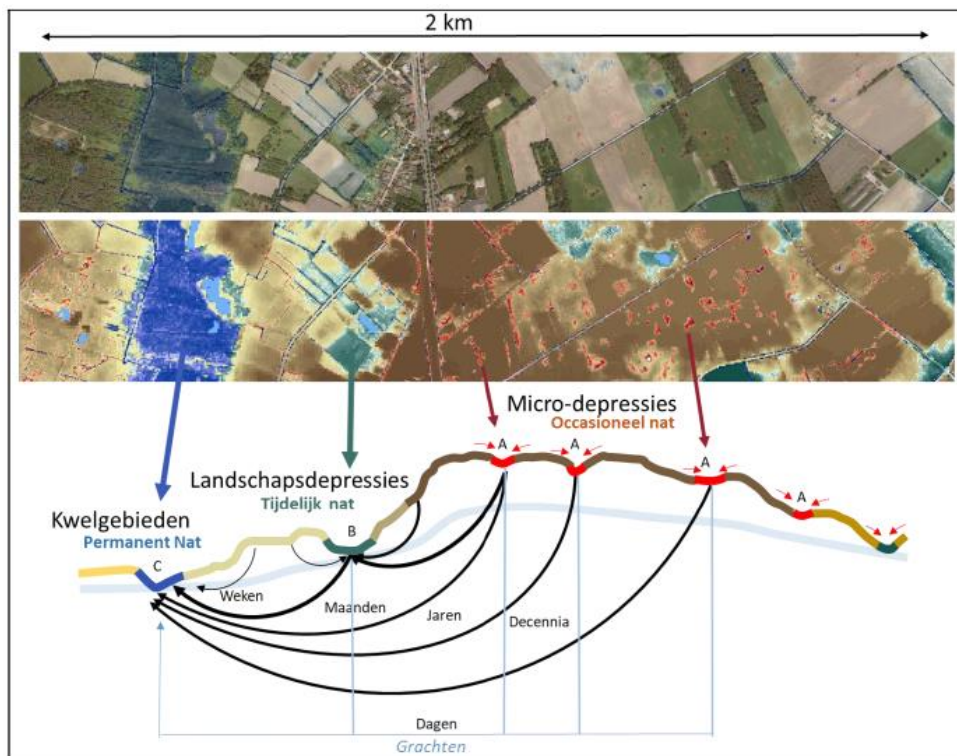 2 km
Micro-depressies
Occasioneel nat
A
A
A
A
Landschapsdepressies
Tijdelijk nat
B
Kwelgebieden
Permanent Nat
C
Weken
Maanden
Jaren
Decennia
Dagen
Grachten